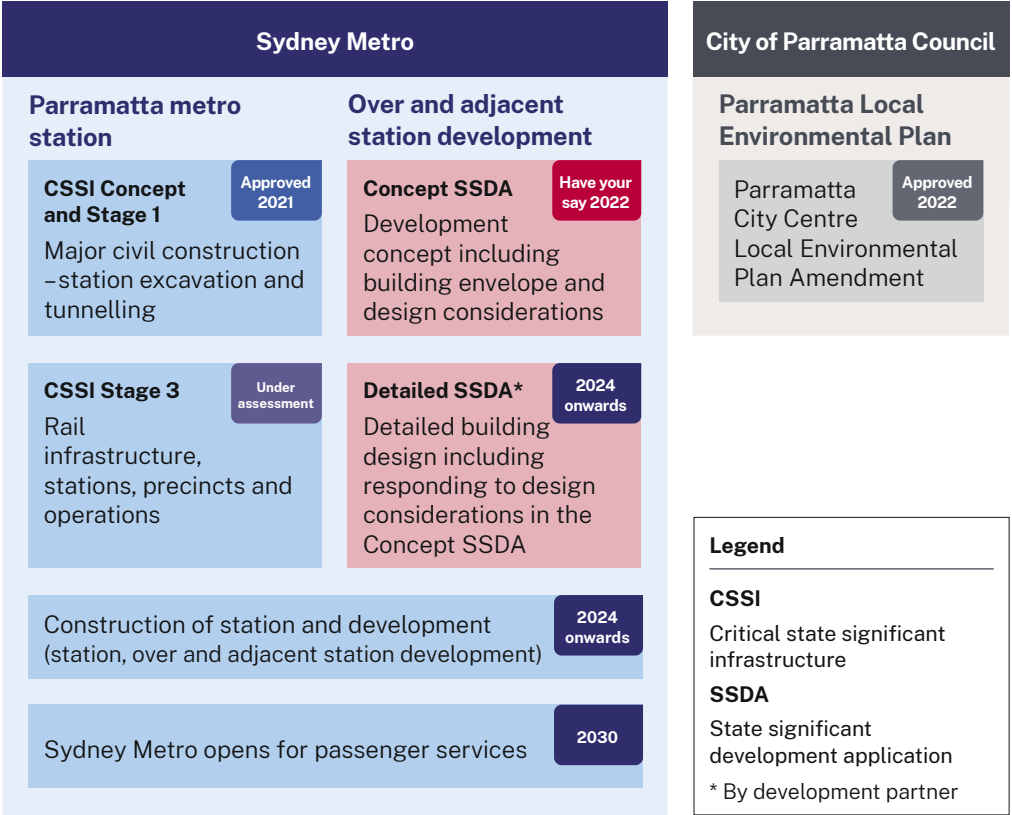 Sydney Metro
Parramatta metro
station
CSSI Concept
and Stage 1
Approved
2021
Major civil construction
–station excavation and
tunnelling
CSSI Stage 3
Under
assessment
Rail
infrastructure,
stations, precincts and
operations
Over and adjacent
station development
Concept SSDA
Have your
say 2022
Development
concept including
building envelope and
design considerations
Detailed SSDA*
2024
onwards
Detailed building
design including
responding to design
considerations in the
Concept SSDA
Construction of station and development
(station, over and adjacent station development)
2024
onwards
Sydney Metro opens for passenger services
2030
City of Parramatta Council
Parramatta Local
Environmental Plan
Parramatta
City Centre
Local Environmental
Plan Amendment
Approved
2022
Legend
CSSI
Critical state significant
infrastructure
SSDA
State significant
development application
* By development partner